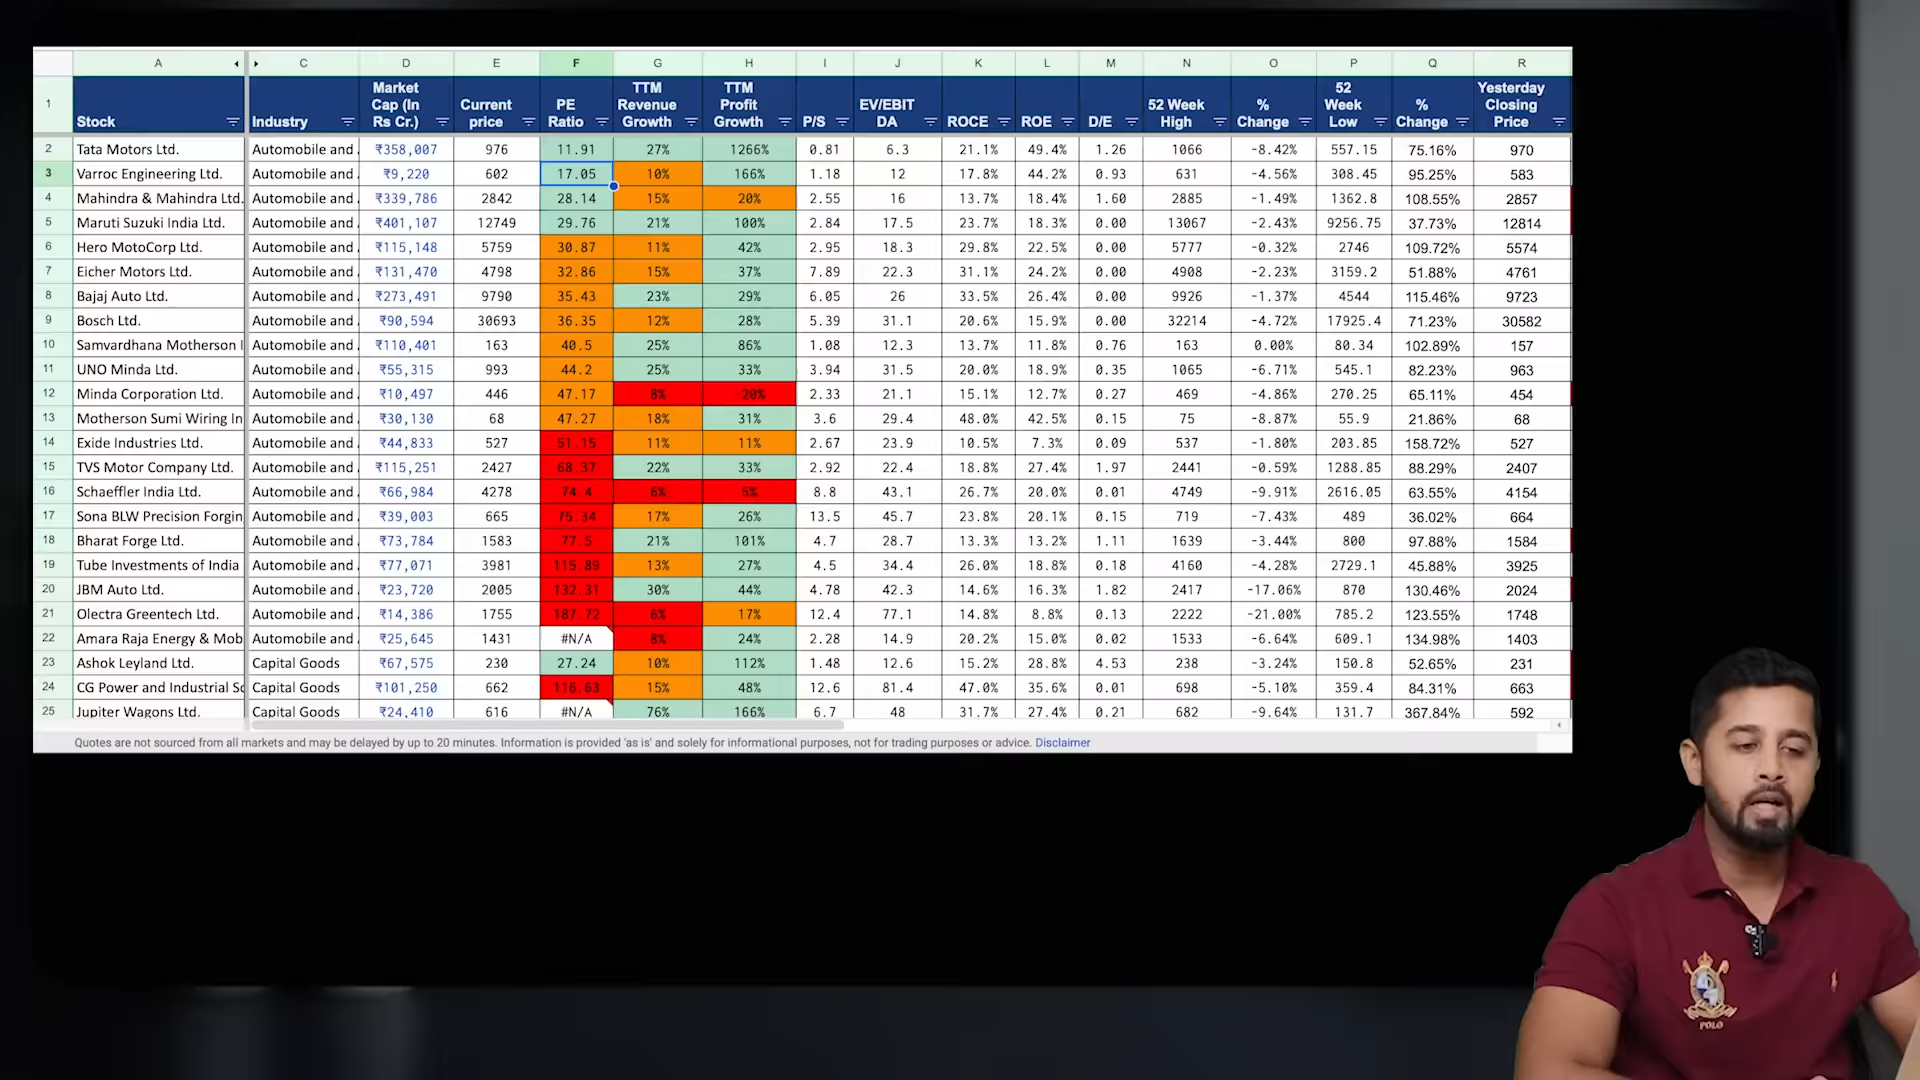 A C D E F G H I J K L M N O P Q R
1 Stock Industry Market Cap (In Rs Cr.) Current price PE Ratio TTM Revenue Growth TTM Profit Growth P/S EV/EBIT DA ROCE ROE D/E 52 Week High % Change 52 Week Low % Change Yesterday Closing Price
2 Tata Motors Ltd. Automobile and ₹358,007 976 11.91 27% 1266% 0.81 6.3 21.1% 49.4% 1.26 1066 -8.42% 557.15 75.16% 970
3 Varroc Engineering Ltd. Automobile and ₹9,220 602 17.05 10% 166% 1.18 12 17.8% 44.2% 0.93 631 -4.56% 308.45 95.25% 583
4 Mahindra & Mahindra Ltd. Automobile and ₹339,786 2842 28.14 15% 20% 2.55 16 13.7% 18.4% 1.60 2885 -1.49% 1362.8 108.55% 2857
5 Maruti Suzuki India Ltd. Automobile and ₹401,107 12749 29.76 21% 100% 2.84 17.5 23.7% 18.3% 0.00 13067 -2.43% 9256.75 37.73% 12814
6 Hero MotoCorp Ltd. Automobile and ₹115,148 5759 30.87 11% 42% 2.95 18.3 29.8% 22.5% 0.00 5777 -0.32% 2746 109.72% 5574
7 Eicher Motors Ltd. Automobile and ₹131,470 4798 32.86 15% 37% 7.89 22.3 31.1% 24.2% 0.00 4908 -2.23% 3159.2 51.88% 4761
8 Bajaj Auto Ltd. Automobile and ₹273,491 9790 35.43 23% 29% 6.05 26 33.5% 26.4% 0.00 9926 -1.37% 4544 115.46% 9723
9 Bosch Ltd. Automobile and ₹90,594 30693 36.35 12% 28% 5.39 31.1 20.6% 15.9% 0.00 32214 -4.72% 17925.4 71.23% 30582
10 Samvardhana Motherson Automobile and ₹110,401 163 40.5 25% 86% 1.08 12.3 13.7% 11.8% 0.76 163 0.00% 80.34 102.89% 157
11 UNO Minda Ltd. Automobile and ₹55,315 993 44.2 25% 33% 3.94 31.5 20.0% 18.9% 0.35 1065 -6.71% 545.1 82.23% 963
12 Minda Corporation Ltd. Automobile and ₹10,497 446 47.17 8% -20% 2.33 21.1 15.1% 12.7% 0.27 469 -4.86% 270.25 65.11% 454
13 Motherson Sumi Wiring In Automobile and ₹30,130 68 47.27 18% 31% 3.6 29.4 48.0% 42.5% 0.15 75 -8.87% 55.9 21.86% 68
14 Exide Industries Ltd. Automobile and ₹44,833 527 51.15 11% 11% 2.67 23.9 10.5% 7.3% 0.09 537 -1.80% 203.85 158.72% 527
15 TVS Motor Company Ltd. Automobile and ₹115,251 2427 68.37 22% 33% 2.92 22.4 18.8% 27.4% 1.97 2441 -0.59% 1288.85 88.29% 2407
16 Schaeffler India Ltd. Automobile and ₹66,984 4278 74.4 6% 5% 8.8 43.1 26.7% 20.0% 0.01 4749 -9.91% 2616.05 63.55% 4154
17 Sona BLW Precision Forgin Automobile and ₹39,003 665 75.34 17% 26% 13.5 45.7 23.8% 20.1% 0.15 719 -7.43% 489 36.02% 664
18 Bharat Forge Ltd. Automobile and ₹73,784 1583 77.5 21% 101% 4.7 28.7 13.3% 13.2% 1.11 1639 -3.44% 800 97.88% 1584
19 Tube Investments of India Automobile and ₹77,071 3981 115.89 13% 27% 4.5 34.4 26.0% 18.8% 0.18 4160 -4.28% 2729.1 45.88% 3925
20 JBM Auto Ltd. Automobile and ₹23,720 2005 132.31 30% 44% 4.78 42.3 14.6% 16.3% 1.82 2417 -17.06% 870 130.46% 2024
21 Olectra Greentech Ltd. Automobile and ₹14,386 1755 187.72 6% 17% 12.4 77.1 14.8% 8.8% 0.13 2222 -21.00% 785.2 123.55% 1748
22 Amara Raja Energy & Mob Automobile and ₹25,645 1431 #N/A 8% 24% 2.28 14.9 20.2% 15.0% 0.02 1533 -6.64% 609.1 134.98% 1403
23 Ashok Leyland Ltd. Capital Goods ₹67,575 230 27.24 10% 112% 1.48 12.6 15.2% 28.8% 4.53 238 -3.24% 150.8 52.65% 231
24 CG Power and Industrial So Capital Goods ₹101,250 662 116.63 15% 48% 12.6 81.4 47.0% 35.6% 0.01 698 -5.10% 359.4 84.31% 663
25 Jupiter Wagons Ltd. Capital Goods ₹24,410 616 #N/A 76% 166% 6.7 48 31.7% 27.4% 0.21 682 -9.64% 131.7 367.84% 592
Quotes are not sourced from all markets and may be delayed by up to 20 minutes. Information is provided 'as is' and solely for informational purposes, not for trading purposes or advice. Disclaimer
POLO